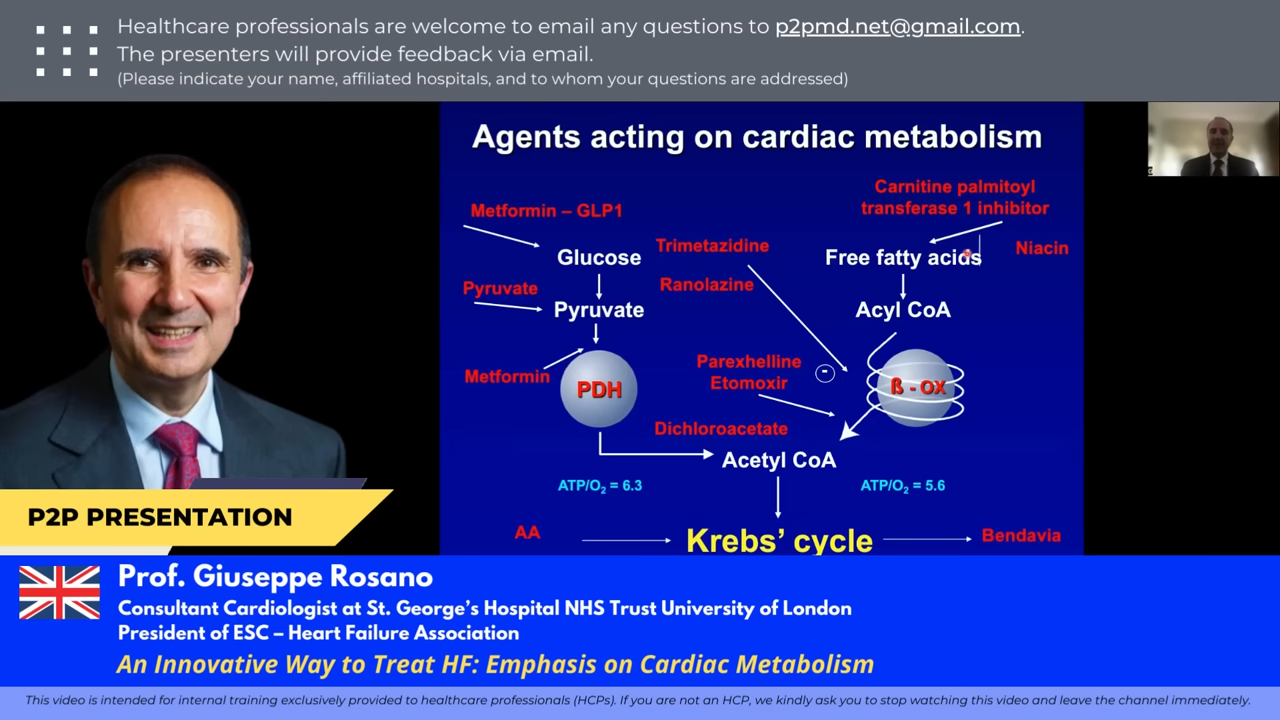 Healthcare professionals are welcome to email any questions to p2pmd.net@gmail.com.
The presenters will provide feedback via email.
(Please indicate your name, affiliated hospitals, and to whom your questions are addressed)
Agents acting on cardiac metabolism
Carnitine palmitoyl
transferase 1 inhibitor
Metformin – GLP1
Trimetazidine
Niacin
Glucose
Free fatty acids
Ranolazine
Pyruvate
Pyruvate
Acyl CoA
Parexhelline
Etomoxir
-
Metformin
PDH
ß - OX
Dichloroacetate
Acetyl CoA
ATP/O₂ = 6.3
ATP/O₂ = 5.6
AA
Krebs’ cycle
Bendavia
P2P PRESENTATION
Prof. Giuseppe Rosano
Consultant Cardiologist at St. George’s Hospital NHS Trust University of London
President of ESC – Heart Failure Association
An Innovative Way to Treat HF: Emphasis on Cardiac Metabolism
This video is intended for internal training exclusively provided to healthcare professionals (HCPs). If you are not an HCP, we kindly ask you to stop watching this video and leave the channel immediately.